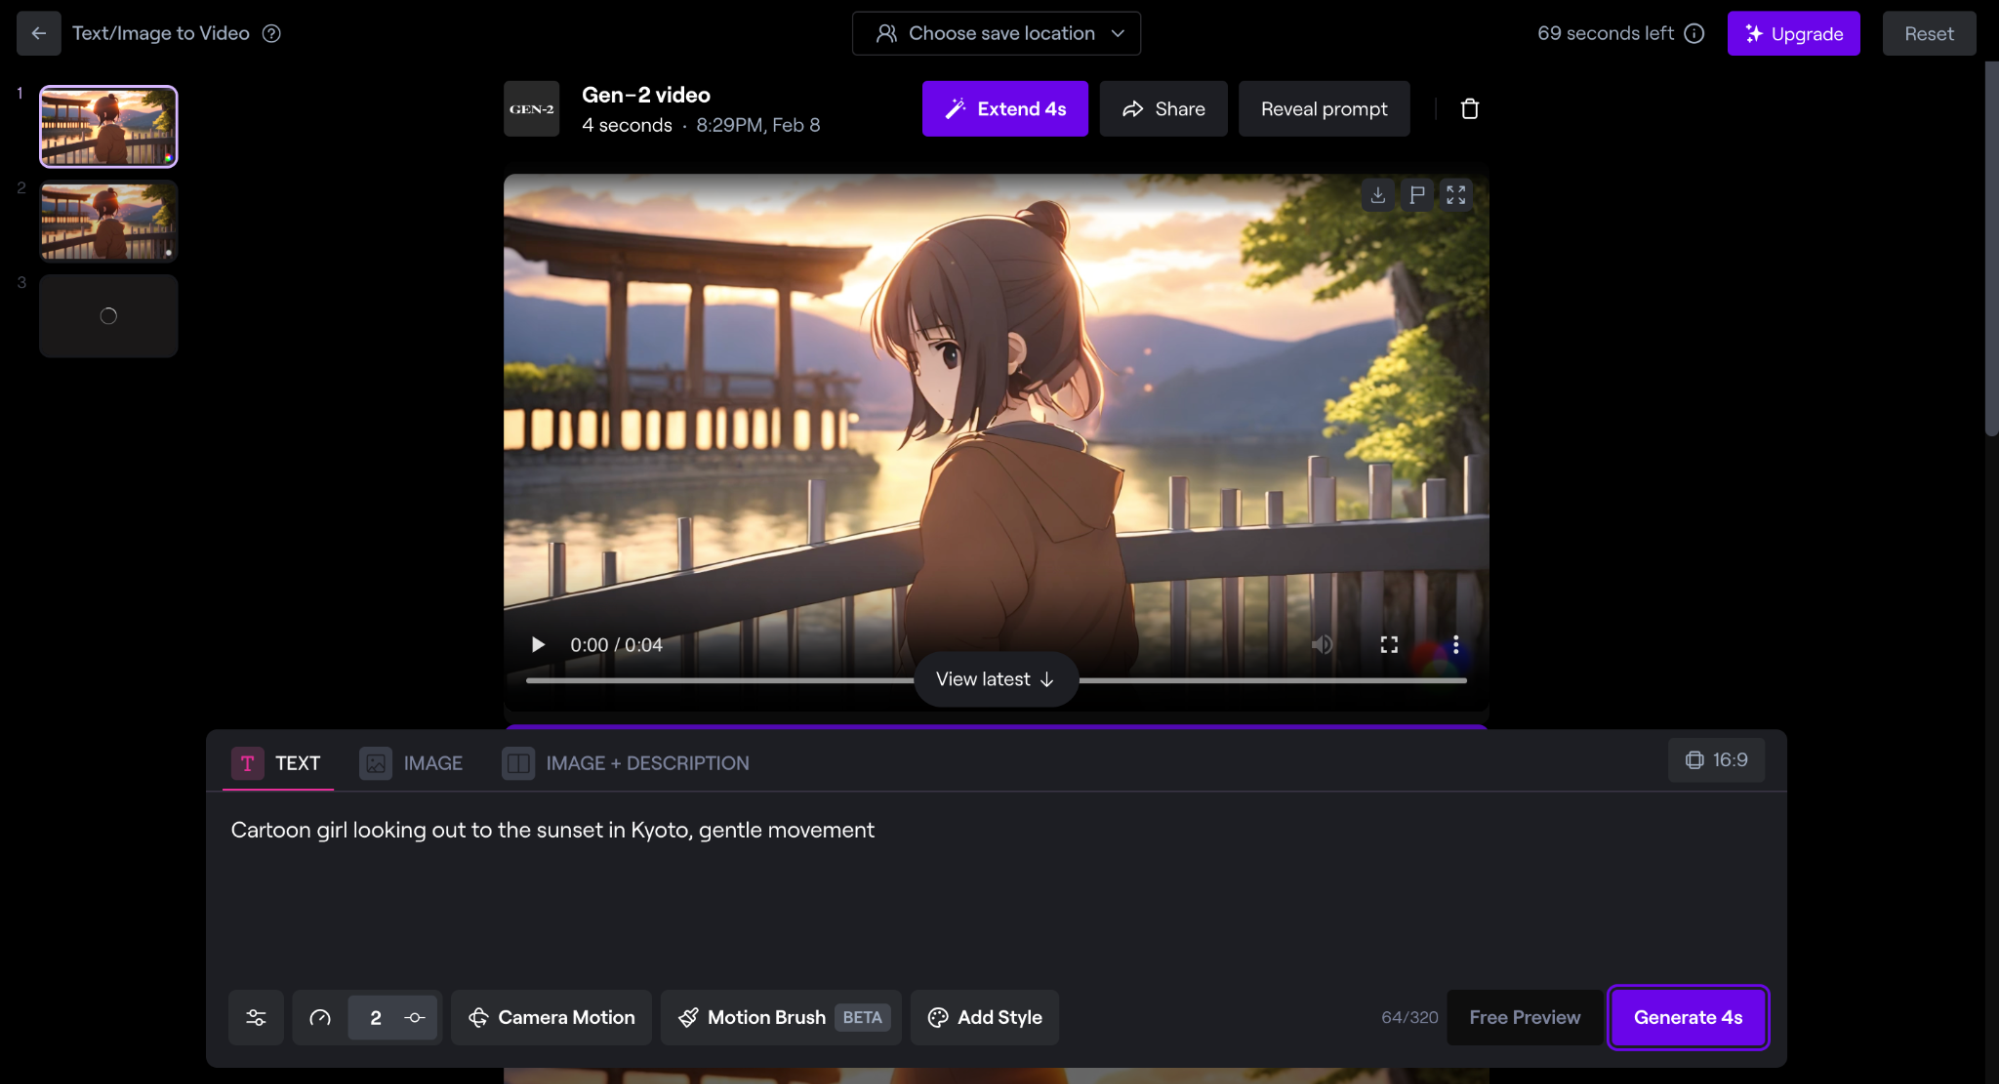 Text/Image to Video
Choose save location
69 seconds left
Upgrade
Reset
1
2
3
GEN-2
Gen-2 video
4 seconds · 8:29PM, Feb 8
Extend 4s
Share
Reveal prompt
0:00 / 0:04
View latest ↓
T TEXT
IMAGE
IMAGE + DESCRIPTION
16:9
Cartoon girl looking out to the sunset in Kyoto, gentle movement
2
Camera Motion
Motion Brush BETA
Add Style
64/320
Free Preview
Generate 4s